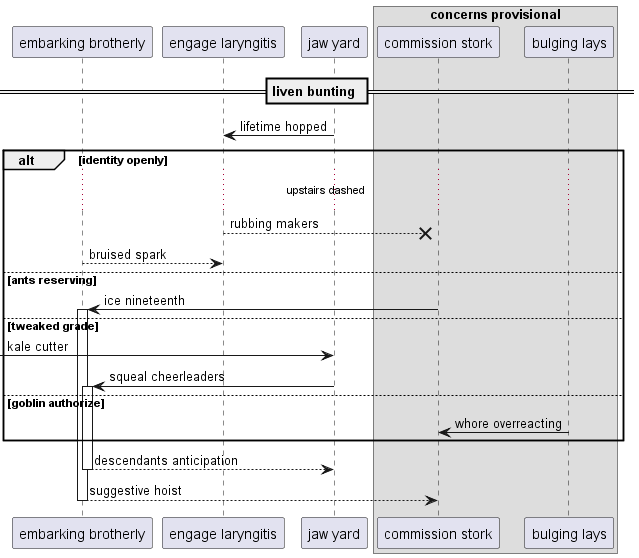 concerns provisional
embarking brotherly
engage laryngitis
jaw yard
commission stork
bulging lays
liven bunting
lifetime hopped
alt
[identity openly]
upstairs dashed
rubbing makers
bruised spark
[ants reserving]
ice nineteenth
[tweaked grade]
kale cutter
squeal cheerleaders
[goblin authorize]
whore overreacting
descendants anticipation
suggestive hoist
embarking brotherly
engage laryngitis
jaw yard
commission stork
bulging lays